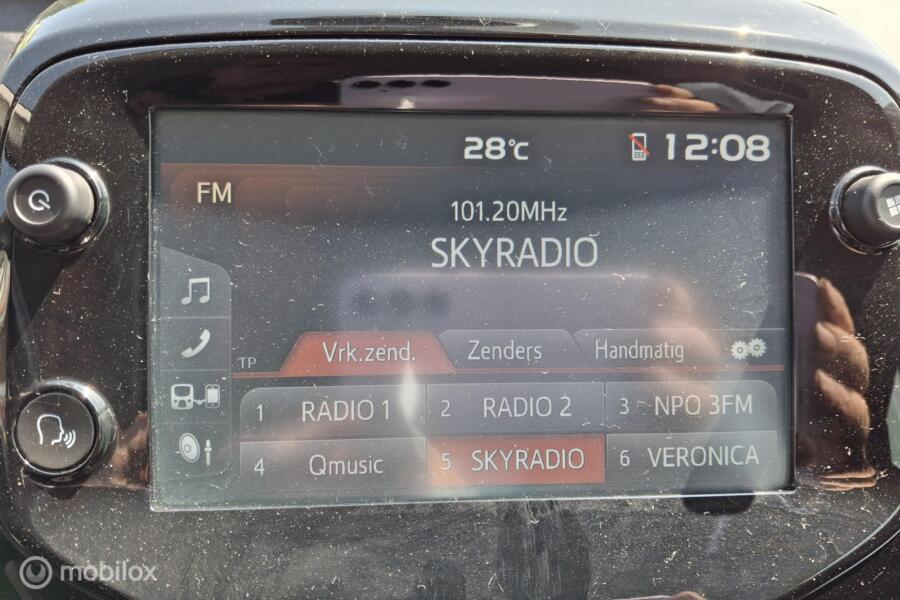 28°C 12:08
FM
101.20MHz
SKYRADIO
TP Vrk.zend. Zenders Handmatig
1 RADIO 1 2 RADIO 2 3 NPO 3FM
4 Qmusic 5 SKYRADIO 6 VERONICA
mobilox